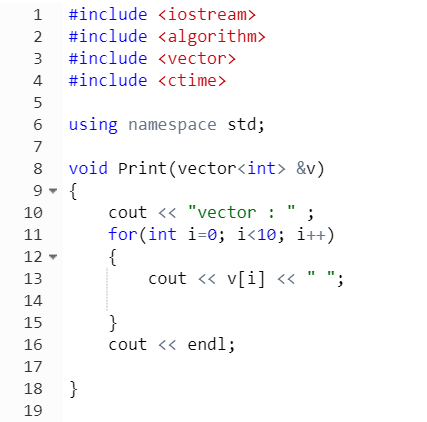 1 #include <iostream>
2 #include <algorithm>
3 #include <vector>
4 #include <ctime>
5
6 using namespace std;
7
8 void Print(vector<int> &v)
9 {
10     cout << "vector : " ;
11     for(int i=0; i<10; i++)
12     {
13         cout << v[i] << " ";
14
15     }
16     cout << endl;
17
18 }
19